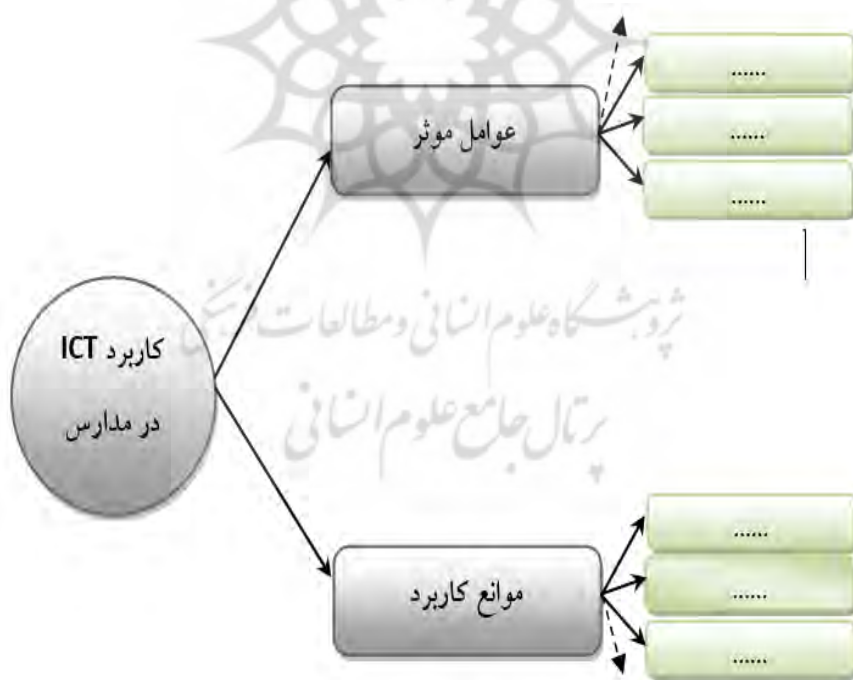 ......
عوامل موثر
......
......
پژوهشگاه علوم انسانی و مطالعات فرهنگی
کاربرد ICT
در مدارس
پرتال جامع علوم انسانی
......
موانع کاربرد
......
......